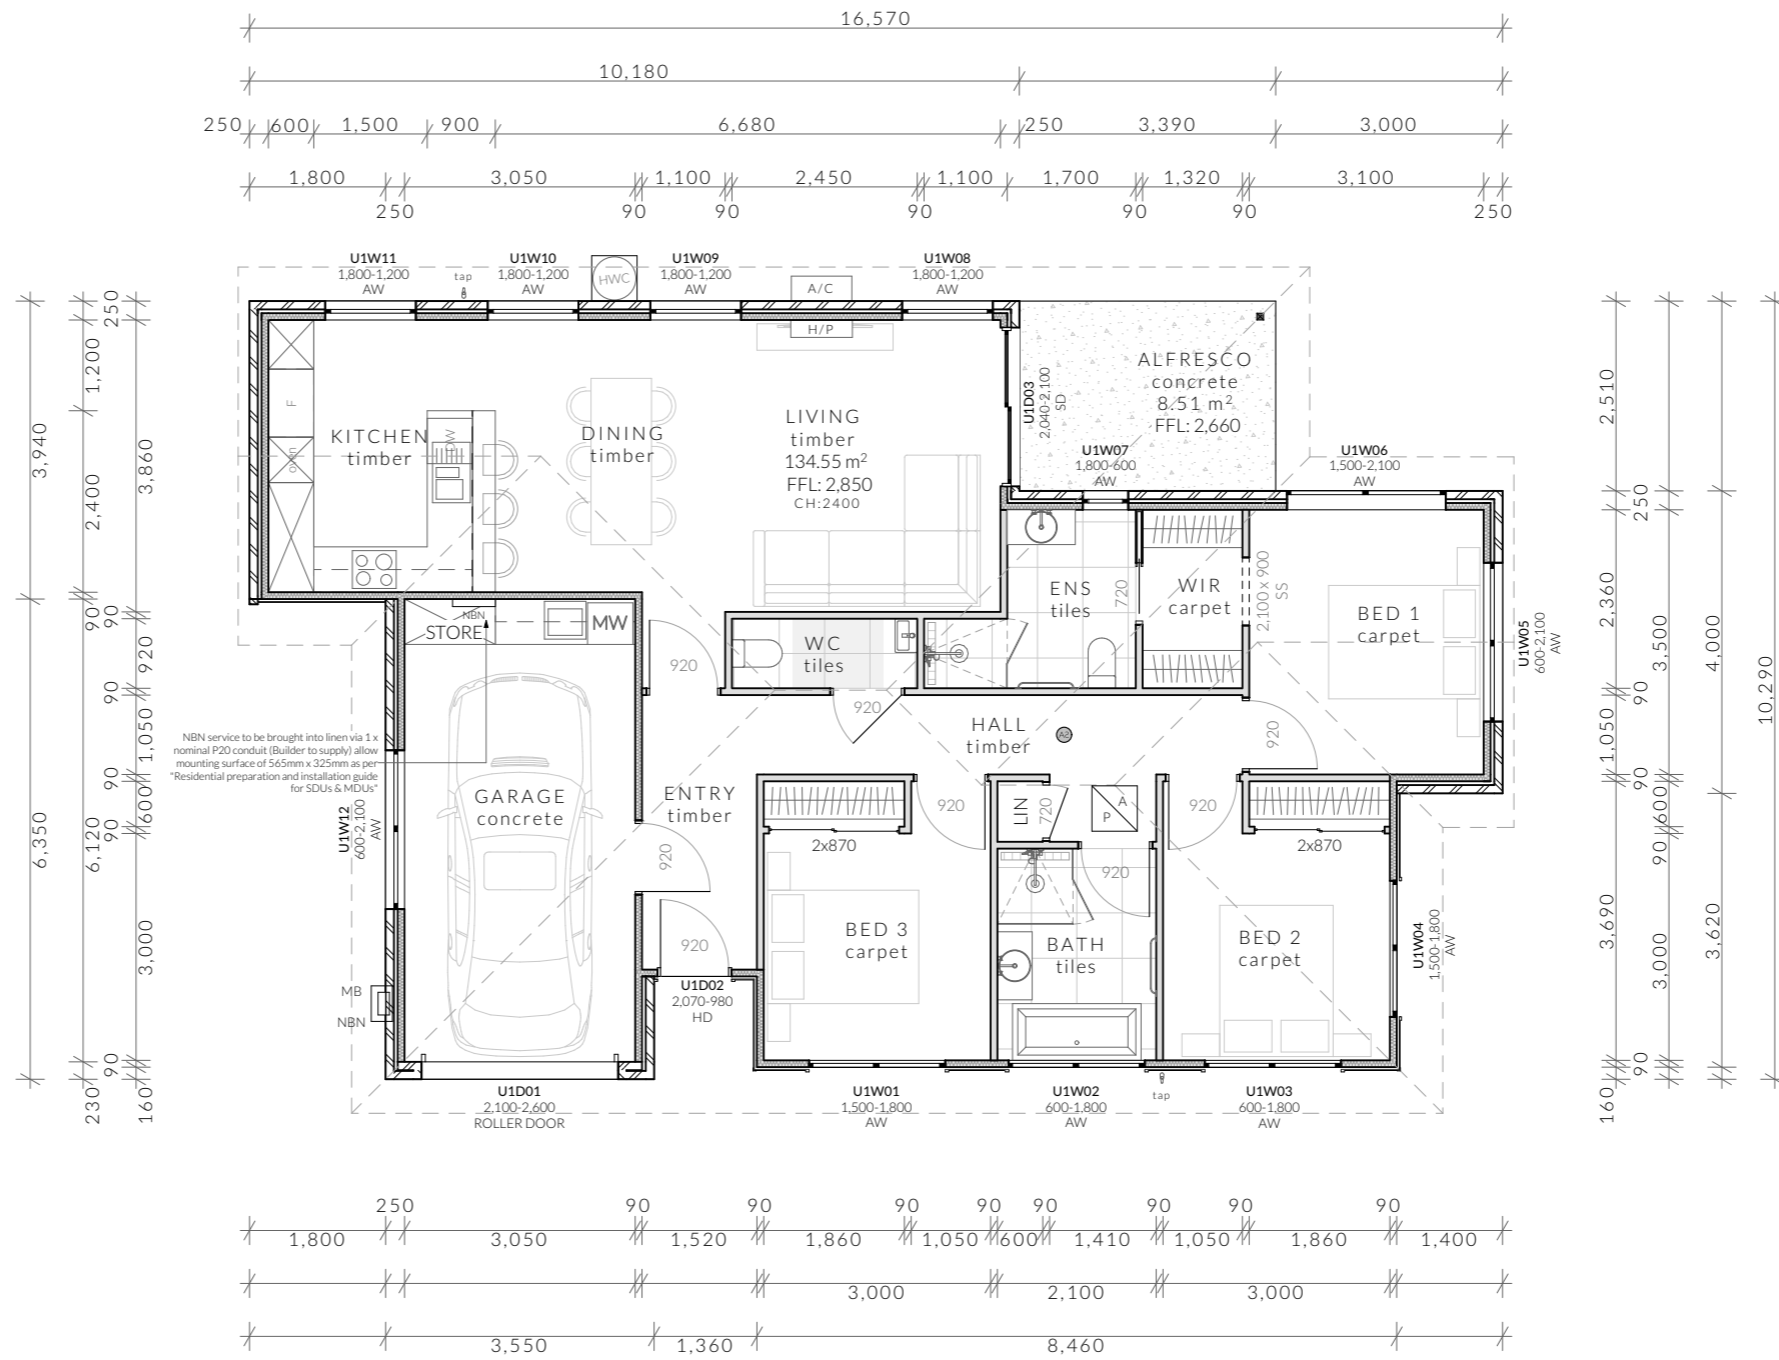 16,570
10,180
250 600 1,500 900 6,680 250 3,390 3,000
1,800 3,050 1,100 2,450 1,100 1,700 1,320 3,100
250 90 90 90 90 90 250
U1W11
1,800-1,200
AW
tap
U1W10
1,800-1,200
AW
HWC
U1W09
1,800-1,200
AW
A/C
H/P
U1W08
1,800-1,200
AW
3,940
6,350
1,200
2,400
90
6,120
230
250
3,860
90
920
90
1,050
90
600
90
3,000
90
160
F
oven
DW
KITCHEN
timber
DINING
timber
LIVING
timber
134.55 m²
FFL: 2,850
CH:2400
U1D03
2,040-2,100
SD
ALFRESCO
concrete
8.51 m²
FFL: 2,660
U1W07
1,800-600
AW
U1W06
1,500-2,100
AW
NBN
STORE
MW
920
WC
tiles
920
ENS
tiles
720
WIR
carpet
2,100 x 900
SS
BED 1
carpet
U1W05
600-2,100
AW
HALL
timber
920
NBN service to be brought into linen via 1 x
nominal P20 conduit (Builder to supply) allow
mounting surface of 565mm x 325mm as per
"Residential preparation and installation guide
for SDUs & MDUs"
U1W12
600-2,100
AW
GARAGE
concrete
ENTRY
timber
920
920
920
2x870
LIN
720
A
P
920
920
2x870
BED 3
carpet
BATH
tiles
BED 2
carpet
U1W04
1,500-1,800
AW
MB
NBN
U1D02
2,070-980
HD
U1D01
2,100-2,600
ROLLER DOOR
U1W01
1,500-1,800
AW
U1W02
600-1,800
AW
tap
U1W03
600-1,800
AW
2,510
2,360
1,050
3,690
160
250
90
90
3,500
600
90
3,000
90
4,000
3,620
10,290
250 90 90 90 90 90 90 90 90
1,800 3,050 1,520 1,860 1,050 600 1,410 1,050 1,860 1,400
3,000 2,100 3,000
3,550 1,360 8,460